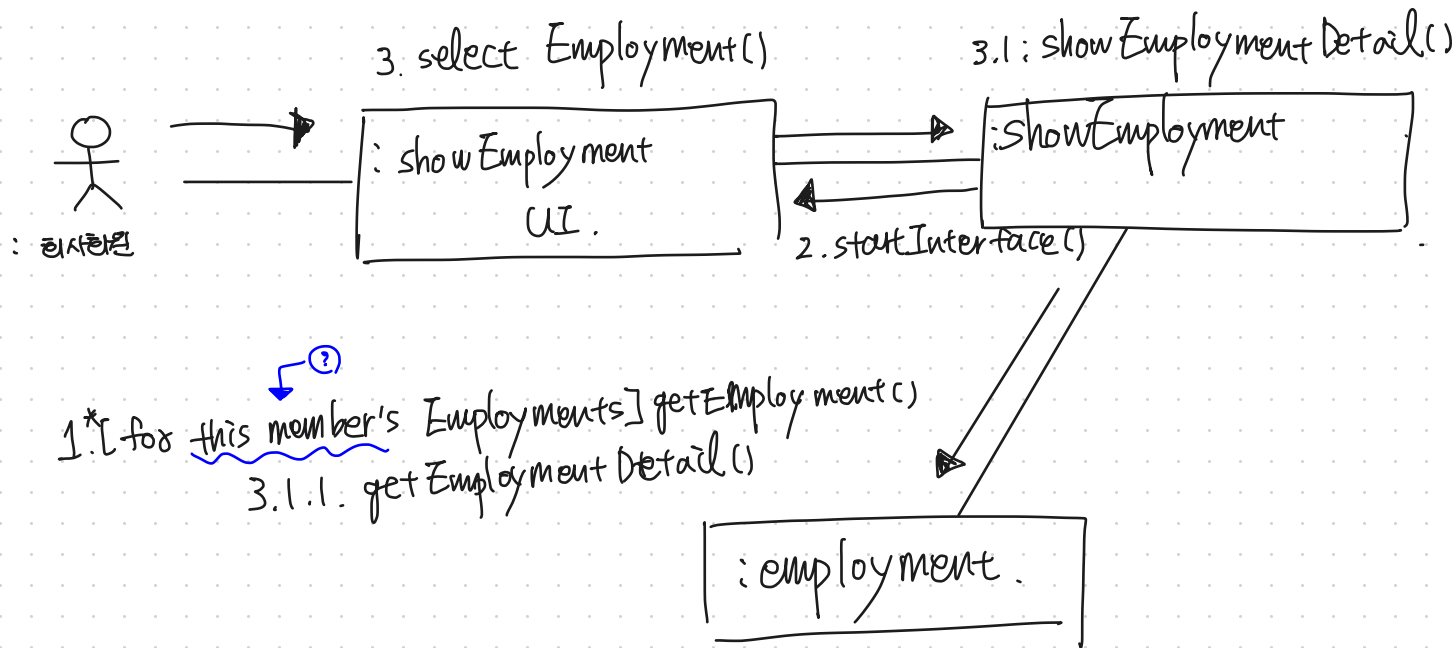 3. select Employment()
3.1 : showEmploymentDetail()
: showEmployment
UI.
:ShowEmployment
: 회사회원
2. startInterface()
?
1.*[for this member's Employments] getEmployment()
3.1.1. getEmploymentDetail()
:employment.